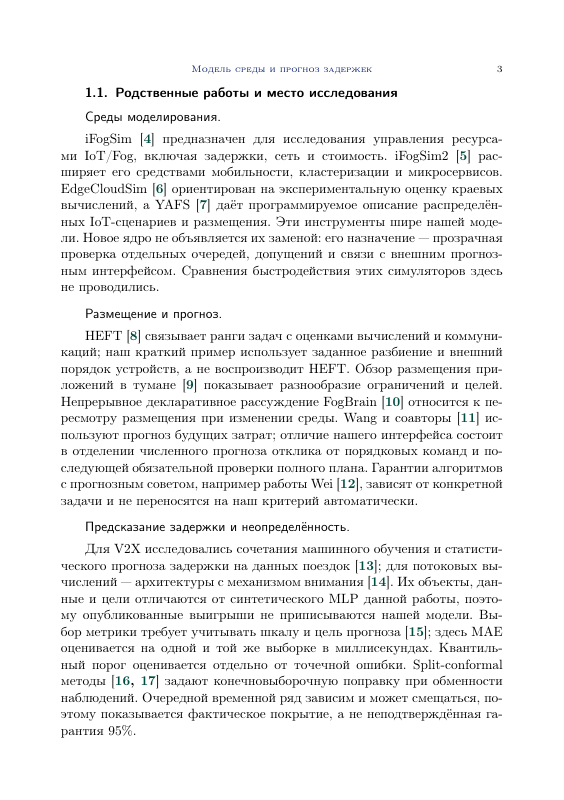 Модель среды и прогноз задержек 3
1.1. Родственные работы и место исследования
Среды моделирования.
iFogSim [4] предназначен для исследования управления ресурса-
ми IoT/Fog, включая задержки, сеть и стоимость. iFogSim2 [5] рас-
ширяет его средствами мобильности, кластеризации и микросервисов.
EdgeCloudSim [6] ориентирован на экспериментальную оценку краевых
вычислений, а YAFS [7] даёт программируемое описание распределён-
ных IoT-сценариев и размещения. Эти инструменты шире нашей моде-
ли. Новое ядро не объявляется их заменой: его назначение — прозрачная
проверка отдельных очередей, допущений и связи с внешним прогноз-
ным интерфейсом. Сравнения быстродействия этих симуляторов здесь
не проводились.
Размещение и прогноз.
HEFT [8] связывает ранги задач с оценками вычислений и коммуни-
каций; наш краткий пример использует заданное разбиение и внешний
порядок устройств, а не воспроизводит HEFT. Обзор размещения при-
ложений в тумане [9] показывает разнообразие ограничений и целей.
Непрерывное декларативное рассуждение FogBrain [10] относится к пе-
ресмотру размещения при изменении среды. Wang и соавторы [11] ис-
пользуют прогноз будущих затрат; отличие нашего интерфейса состоит
в отделении численного прогноза отклика от порядковых команд и по-
следующей обязательной проверки полного плана. Гарантии алгоритмов
с прогнозным советом, например работы Wei [12], зависят от конкретной
задачи и не переносятся на наш критерий автоматически.
Предсказание задержки и неопределённость.
Для V2X исследовались сочетания машинного обучения и статисти-
ческого прогноза задержки на данных поездок [13]; для потоковых вы-
числений — архитектуры с механизмом внимания [14]. Их объекты, дан-
ные и цели отличаются от синтетического MLP данной работы, поэто-
му опубликованные выигрыши не приписываются нашей модели. Вы-
бор метрики требует учитывать шкалу и цель прогноза [15]; здесь MAE
оценивается на одной и той же выборке в миллисекундах. Квантиль-
ный порог оценивается отдельно от точечной ошибки. Split-conformal
методы [16, 17] задают конечновыборочную поправку при обменности
наблюдений. Очередной временной ряд зависим и может смещаться, по-
этому показывается фактическое покрытие, а не неподтверждённая га-
рантия 95%.